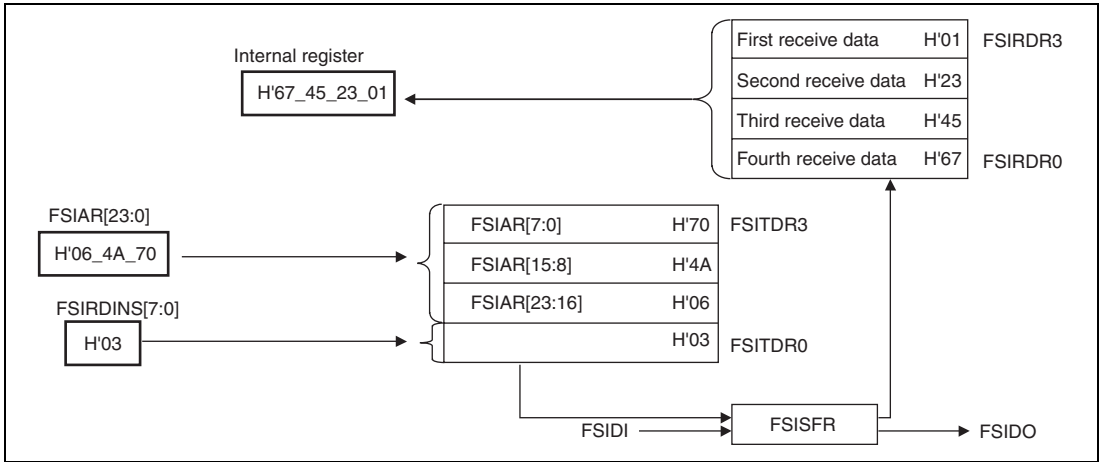 First receive data H'01 FSIRDR3
Internal register
H'67_45_23_01
Second receive data H'23
Third receive data H'45
Fourth receive data H'67 FSIRDR0
FSIAR[23:0]
H'06_4A_70
FSIAR[7:0] H'70 FSITDR3
FSIAR[15:8] H'4A
FSIAR[23:16] H'06
FSIRDINS[7:0]
H'03
H'03 FSITDR0
FSIDI
FSISFR
FSIDO